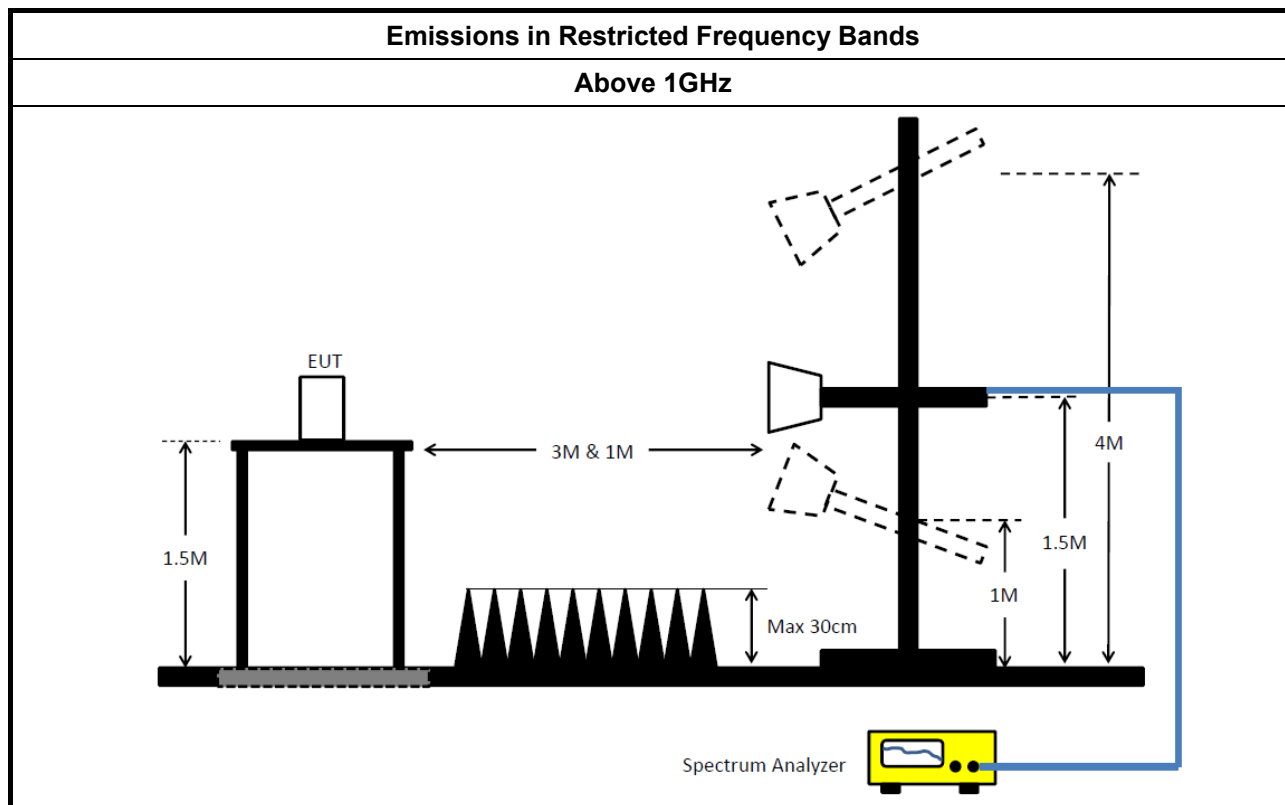 Emissions in Restricted Frequency Bands
Above 1GHz
EUT
3M & 1M
4M
1.5M
1.5M
1M
Max 30cm
Spectrum Analyzer